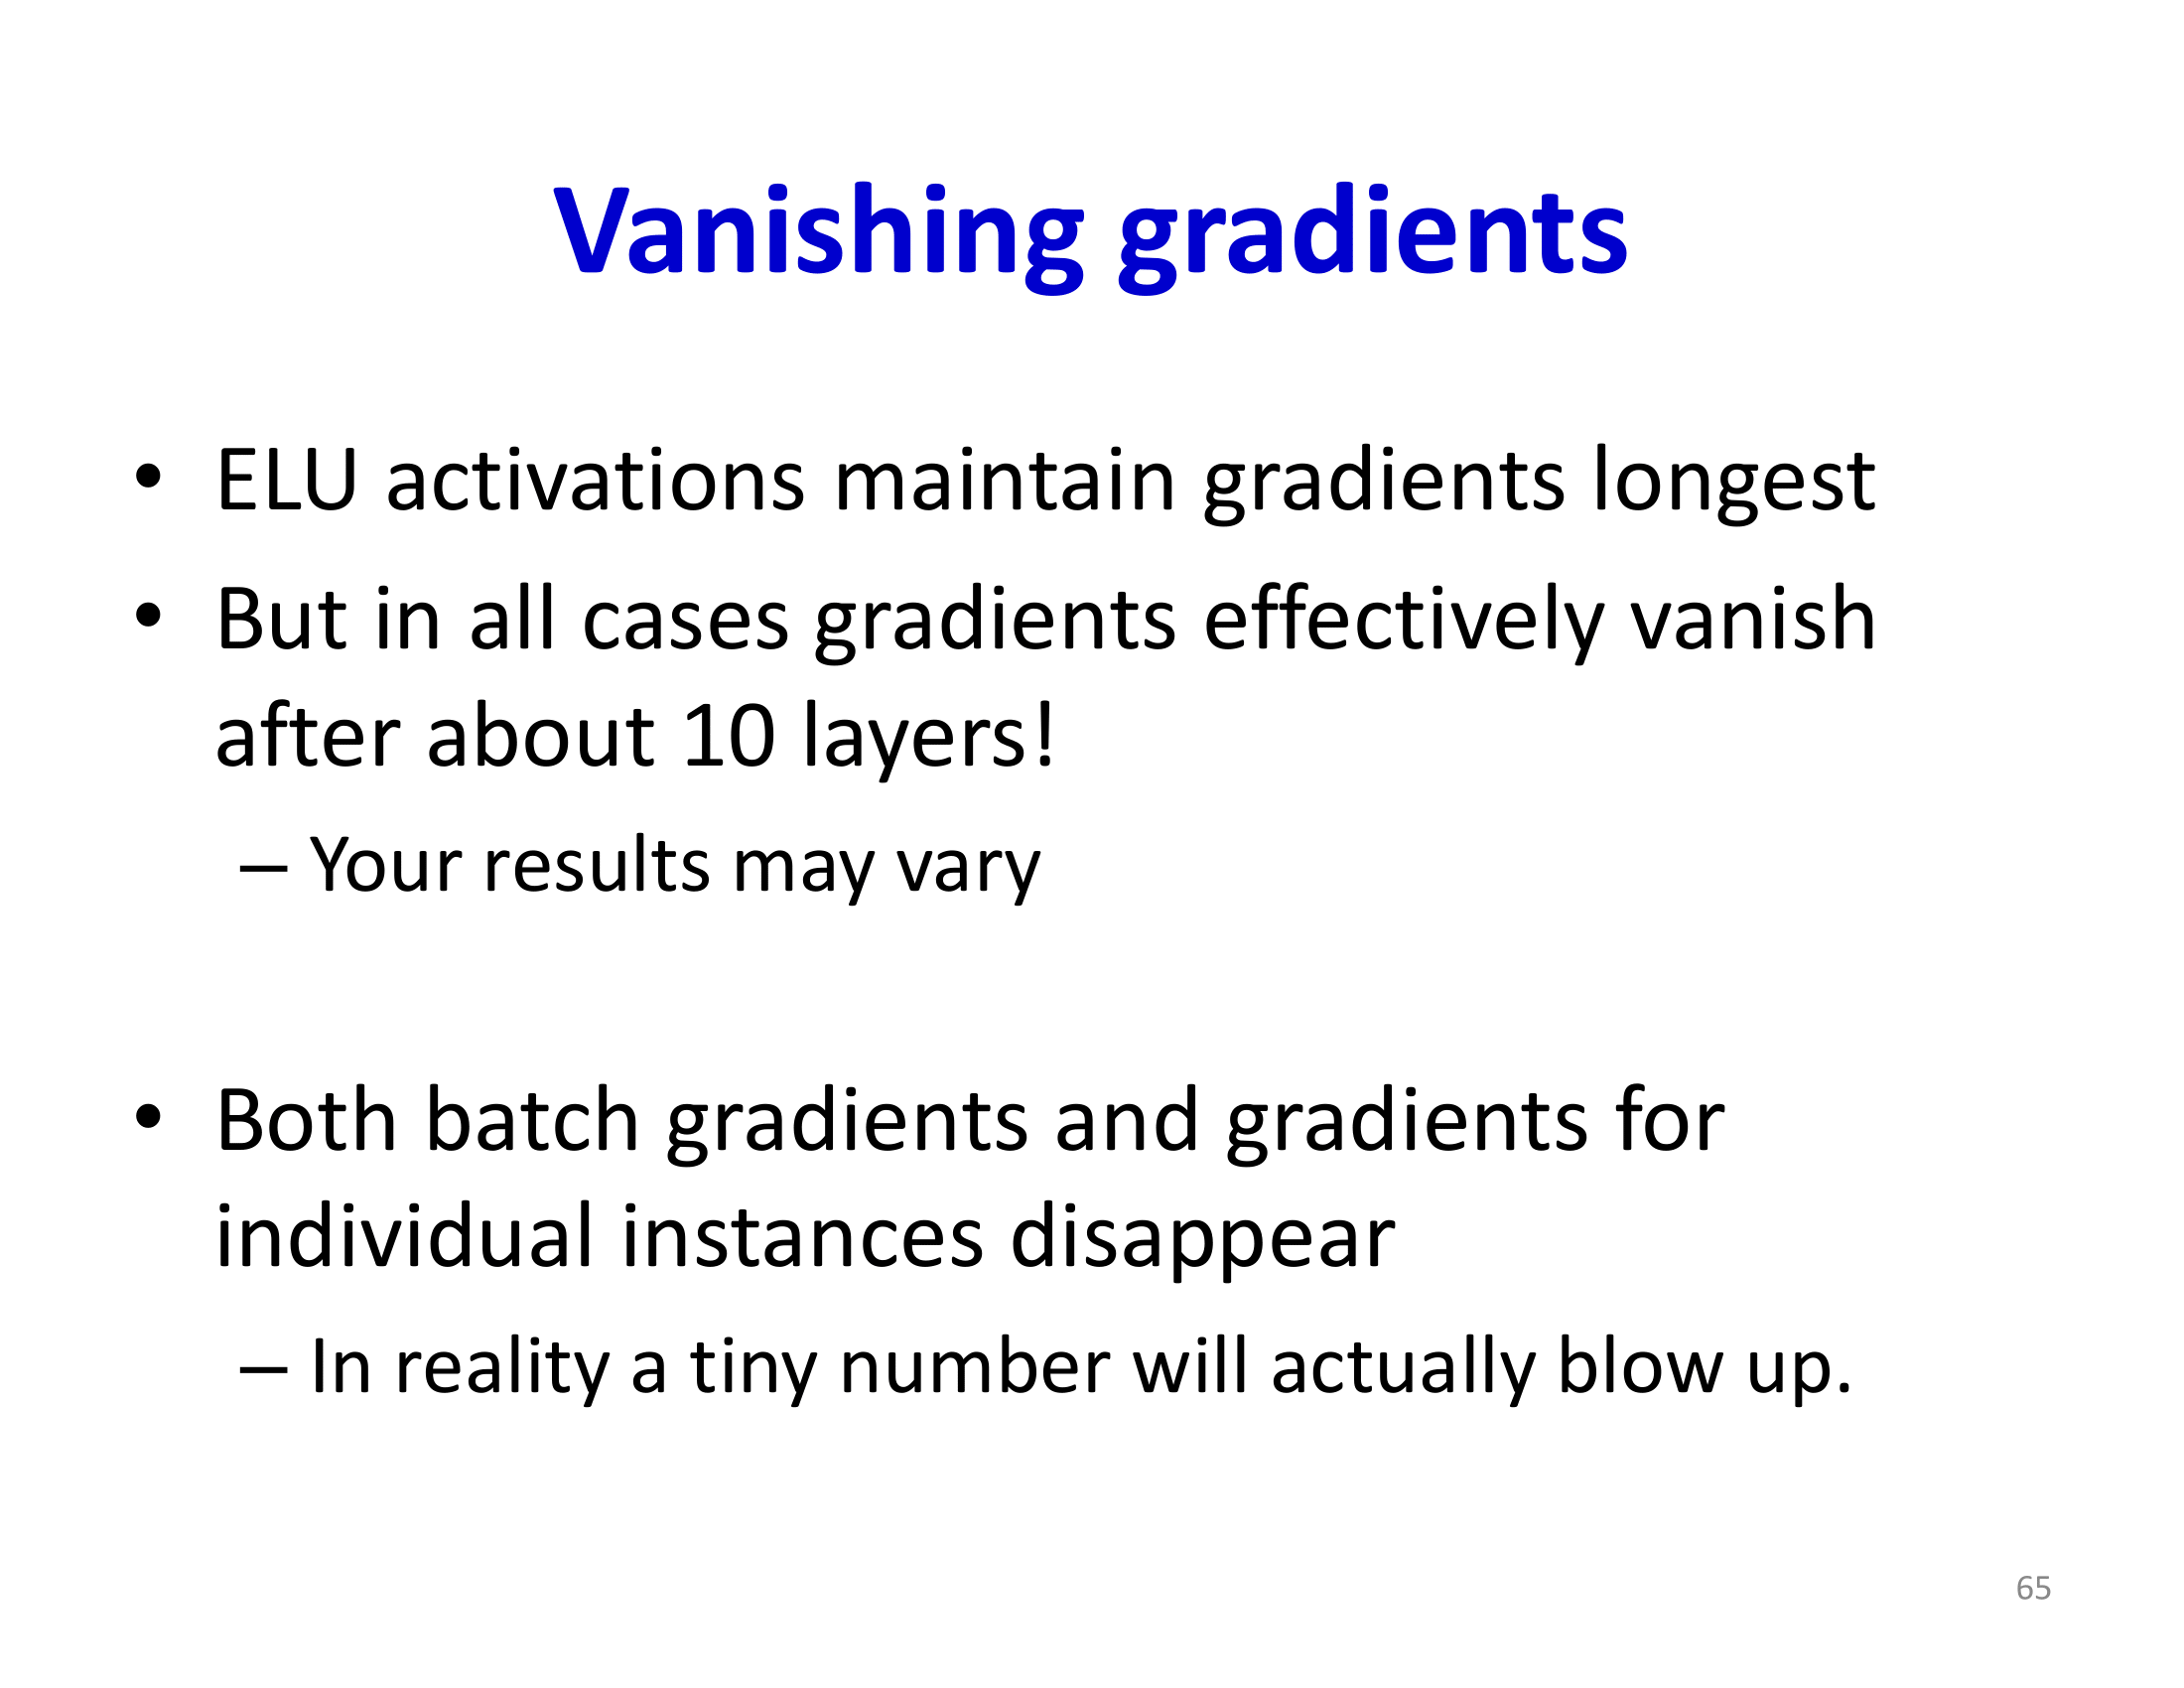 Vanishing gradients
• ELU activations maintain gradients longest
• But in all cases gradients effectively vanish
after about 10 layers!
– Your results may vary
• Both batch gradients and gradients for
individual instances disappear
– In reality a tiny number will actually blow up.
65